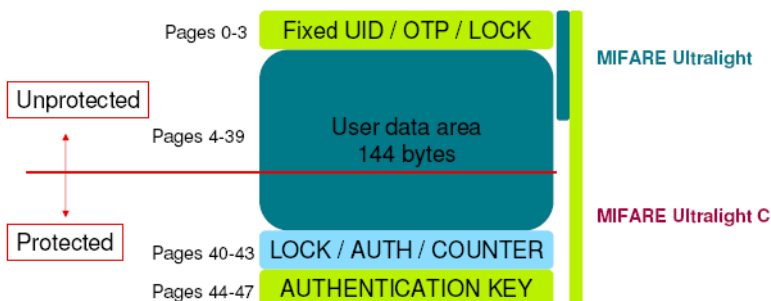 Pages 0-3
Fixed UID / OTP / LOCK
MIFARE Ultralight
Unprotected
Pages 4-39
User data area
144 bytes
MIFARE Ultralight C
Protected
Pages 40-43
LOCK / AUTH / COUNTER
Pages 44-47
AUTHENTICATION KEY